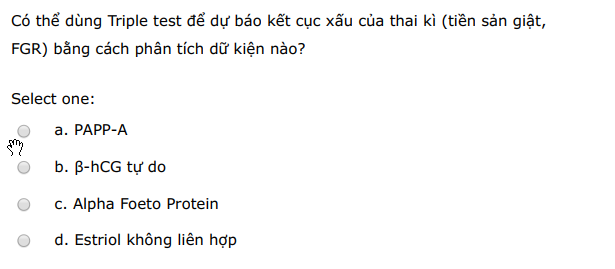 Có thể dùng Triple test để dự báo kết cục xấu của thai kì (tiền sản giật,
FGR) bằng cách phân tích dữ kiện nào?
Select one:
a. PAPP-A
b. β-hCG tự do
c. Alpha Foeto Protein
d. Estriol không liên hợp